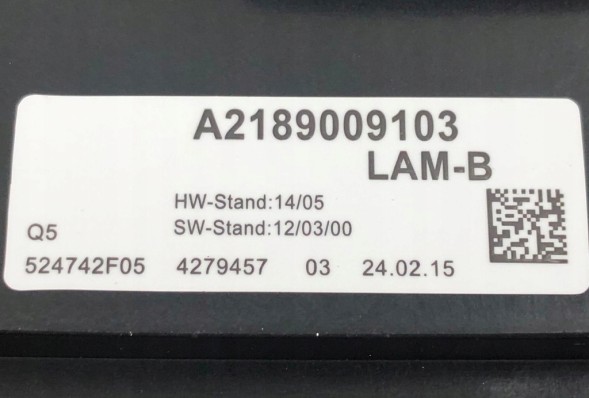 A2189009103
LAM-B
HW-Stand:14/05
SW-Stand:12/03/00
Q5
524742F05 4279457 03 24.02.15